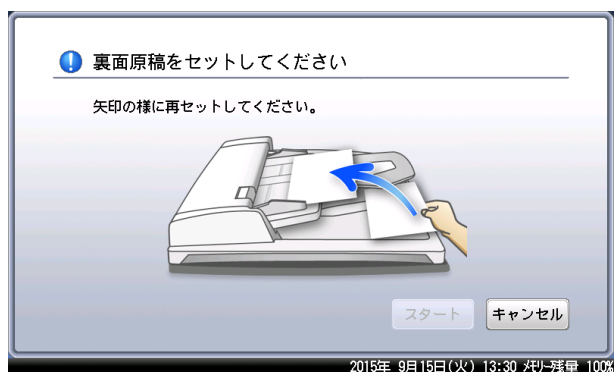 裏面原稿をセットしてください
矢印の様に再セットしてください。
スタート
キャンセル
2015年 9月15日(火) 13:30 メモリー残量 100%